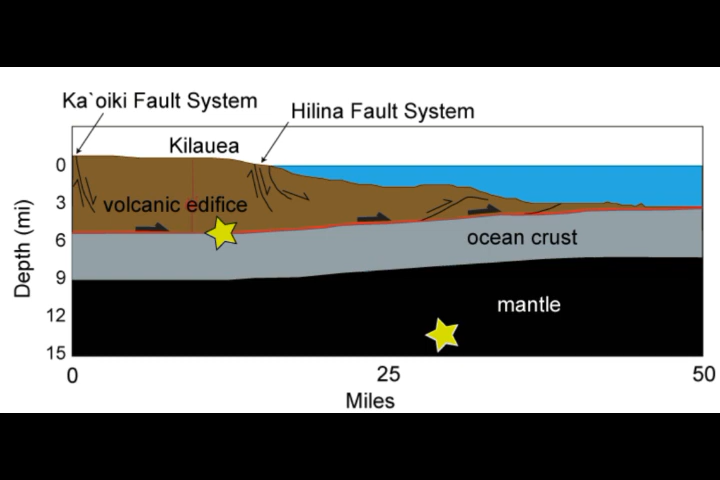 Ka`oiki Fault System
Hilina Fault System
Kilauea
0
3
6
9
12
15
Depth (mi)
volcanic edifice
ocean crust
mantle
0
25
50
Miles